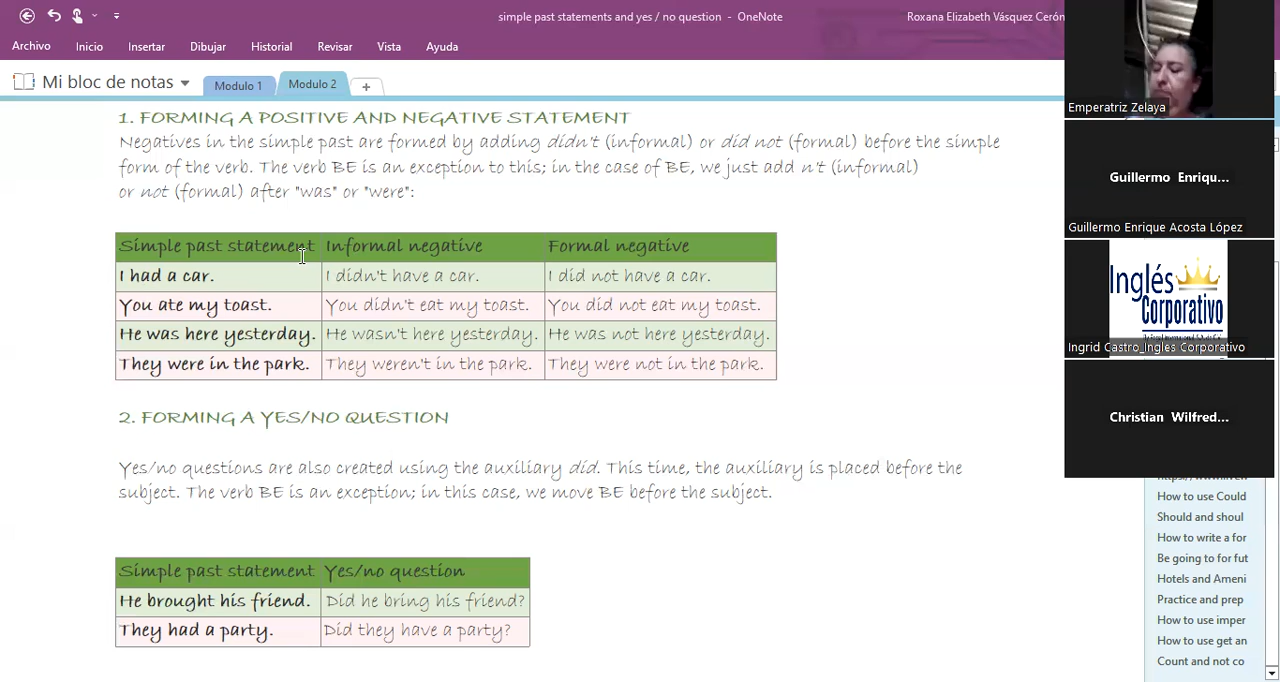 simple past statements and yes / no question - OneNote
Roxana Elizabeth Vásquez Cerón
Archivo Inicio Insertar Dibujar Historial Revisar Vista Ayuda
Mi bloc de notas Modulo 1 Modulo 2 +
1. FORMING A POSITIVE AND NEGATIVE STATEMENT
Negatives in the simple past are formed by adding didn't (informal) or did not (formal) before the simple
form of the verb. The verb BE is an exception to this; in the case of BE, we just add n't (informal)
or not (formal) after "was" or "were":
Simple past statement Informal negative Formal negative
I had a car. I didn't have a car. I did not have a car.
You ate my toast. You didn't eat my toast. You did not eat my toast.
He was here yesterday. He wasn't here yesterday. He was not here yesterday.
They were in the park. They weren't in the park. They were not in the park.
2. FORMING A YES/NO QUESTION
Yes/no questions are also created using the auxiliary did. This time, the auxiliary is placed before the
subject. The verb BE is an exception; in this case, we move BE before the subject.
Simple past statement Yes/no question
He brought his friend. Did he bring his friend?
They had a party. Did they have a party?
Emperatriz Zelaya
Guillermo Enriqu...
Guillermo Enrique Acosta López
Inglés
Corporativo
Ingrid Castro_Ingles Corporativo
Christian Wilfred...
How to use Could
Should and shoul
How to write a for
Be going to for fut
Hotels and Ameni
Practice and prep
How to use imper
How to use get an
Count and not co